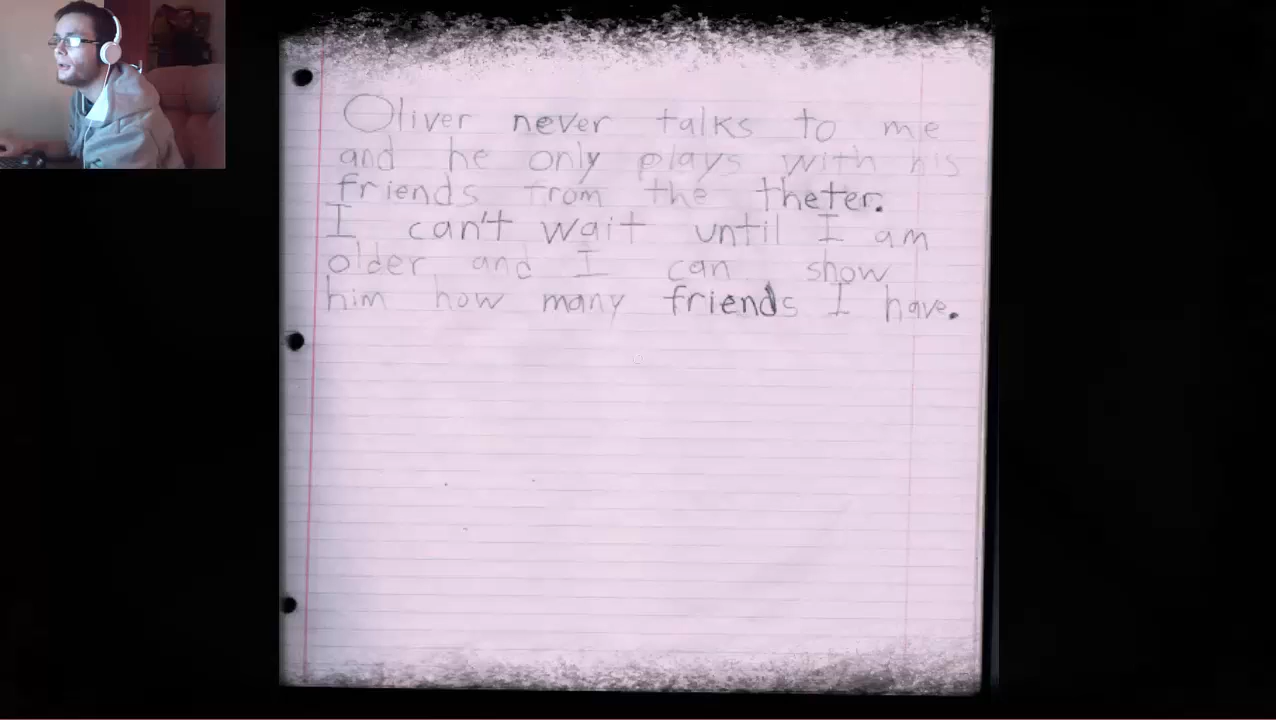 Oliver never talks to me
and he only plays with his
friends from the theter.
I can't wait until I am
older and I can show
him how many friends I have.